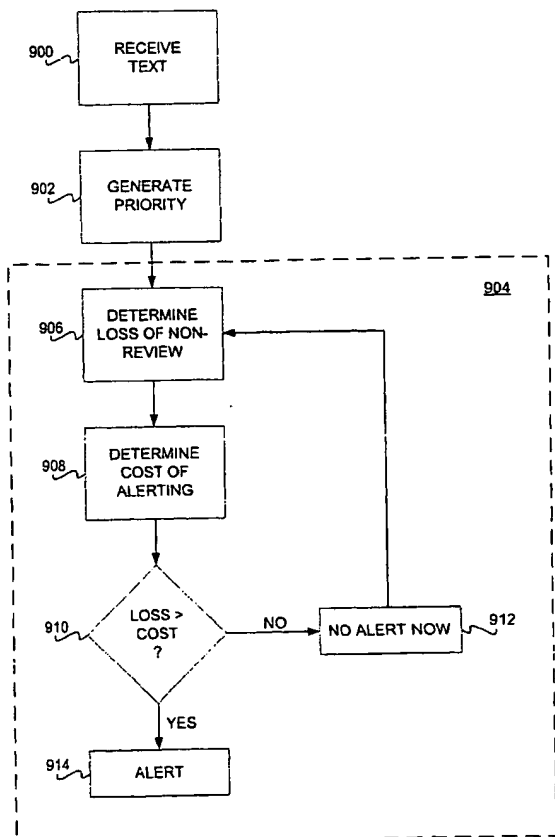 900
RECEIVE
TEXT
902
GENERATE
PRIORITY
904
906
DETERMINE
LOSS OF NON-
REVIEW
908
DETERMINE
COST OF
ALERTING
910
LOSS >
COST
?
NO
NO ALERT NOW
912
YES
914
ALERT